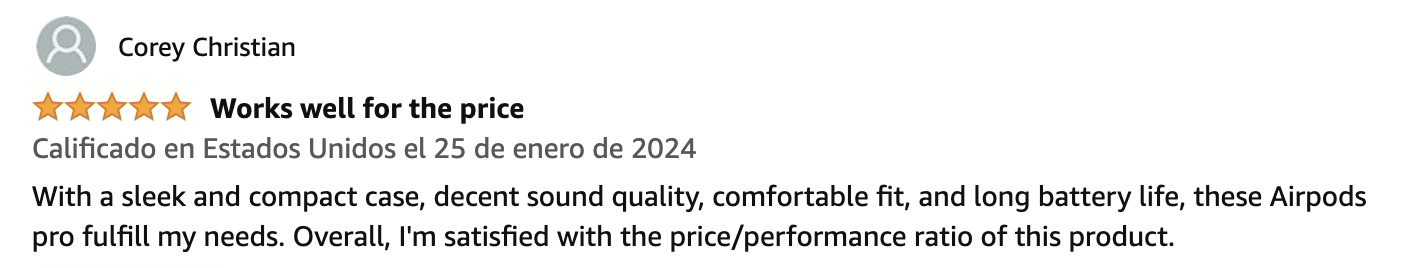 Corey Christian
Works well for the price
Calificado en Estados Unidos el 25 de enero de 2024
With a sleek and compact case, decent sound quality, comfortable fit, and long battery life, these Airpods
pro fulfill my needs. Overall, I'm satisfied with the price/performance ratio of this product.